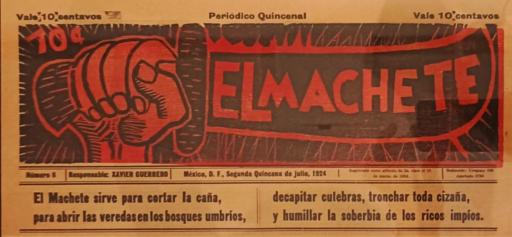 Vale 10 centavos
Periódico Quincenal
Vale 10 centavos
10¢
EL MACHETE
Número 5
Responsable: XAVIER GUERRERO
México, D. F., Segunda Quincena de julio, 1924
El Machete sirve para cortar la caña,
para abrir las veredas en los bosques umbríos,
decapitar culebras, tronchar toda cizaña,
y humillar la soberbia de los ricos impíos.